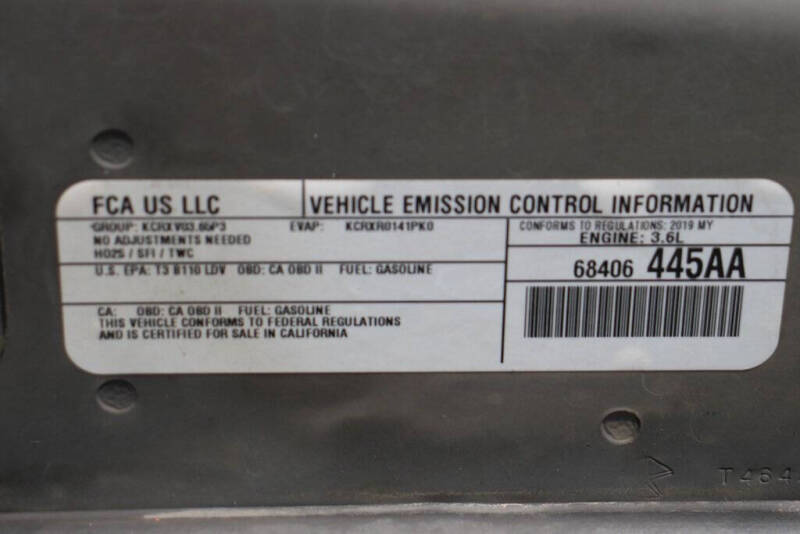 FCA US LLC
VEHICLE EMISSION CONTROL INFORMATION
GROUP: EVAP: KCRXR0141PK0
NO ADJUSTMENTS NEEDED
HO2S / SFI / TWC
U.S. EPA: T3 B110 LDV OBD: CA OBD II FUEL: GASOLINE
CA: OBD: CA OBD II FUEL: GASOLINE
THIS VEHICLE CONFORMS TO FEDERAL REGULATIONS
AND IS CERTIFIED FOR SALE IN CALIFORNIA
CONFORMS TO REGULATIONS: 2019 MY
ENGINE: 3.6L
68406 445AA
T464